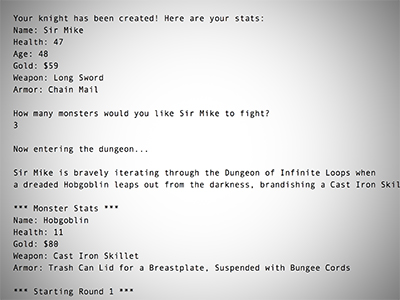 Your knight has been created! Here are your stats:
Name: Sir Mike
Health: 47
Age: 48
Gold: $59
Weapon: Long Sword
Armor: Chain Mail
How many monsters would you like Sir Mike to fight?
3
Now entering the dungeon...
Sir Mike is bravely iterating through the Dungeon of Infinite Loops when
a dreaded Hobgoblin leaps out from the darkness, brandishing a Cast Iron
*** Monster Stats ***
Name: Hobgoblin
Health: 11
Gold: $80
Weapon: Cast Iron Skillet
Armor: Trash Can Lid for a Breastplate, Suspended with Bungee Cords
*** Starting Round 1 ***